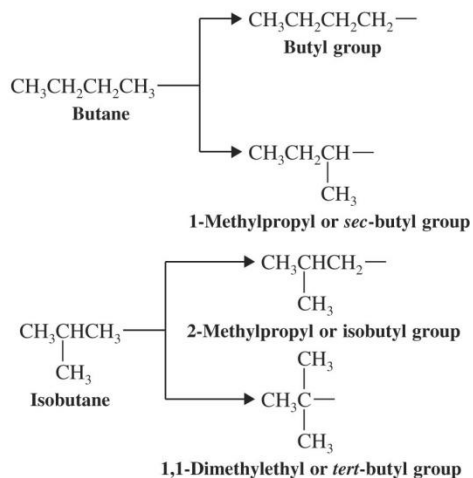 CH₃CH₂CH₂CH₂—
Butyl group
CH₃CH₂CH₂CH₃
Butane
CH₃CH₂CH—
CH₃
1-Methylpropyl or sec-butyl group
CH₃CHCH₂—
CH₃
2-Methylpropyl or isobutyl group
CH₃CHCH₃
CH₃
Isobutane
CH₃
CH₃C—
CH₃
1,1-Dimethylethyl or tert-butyl group